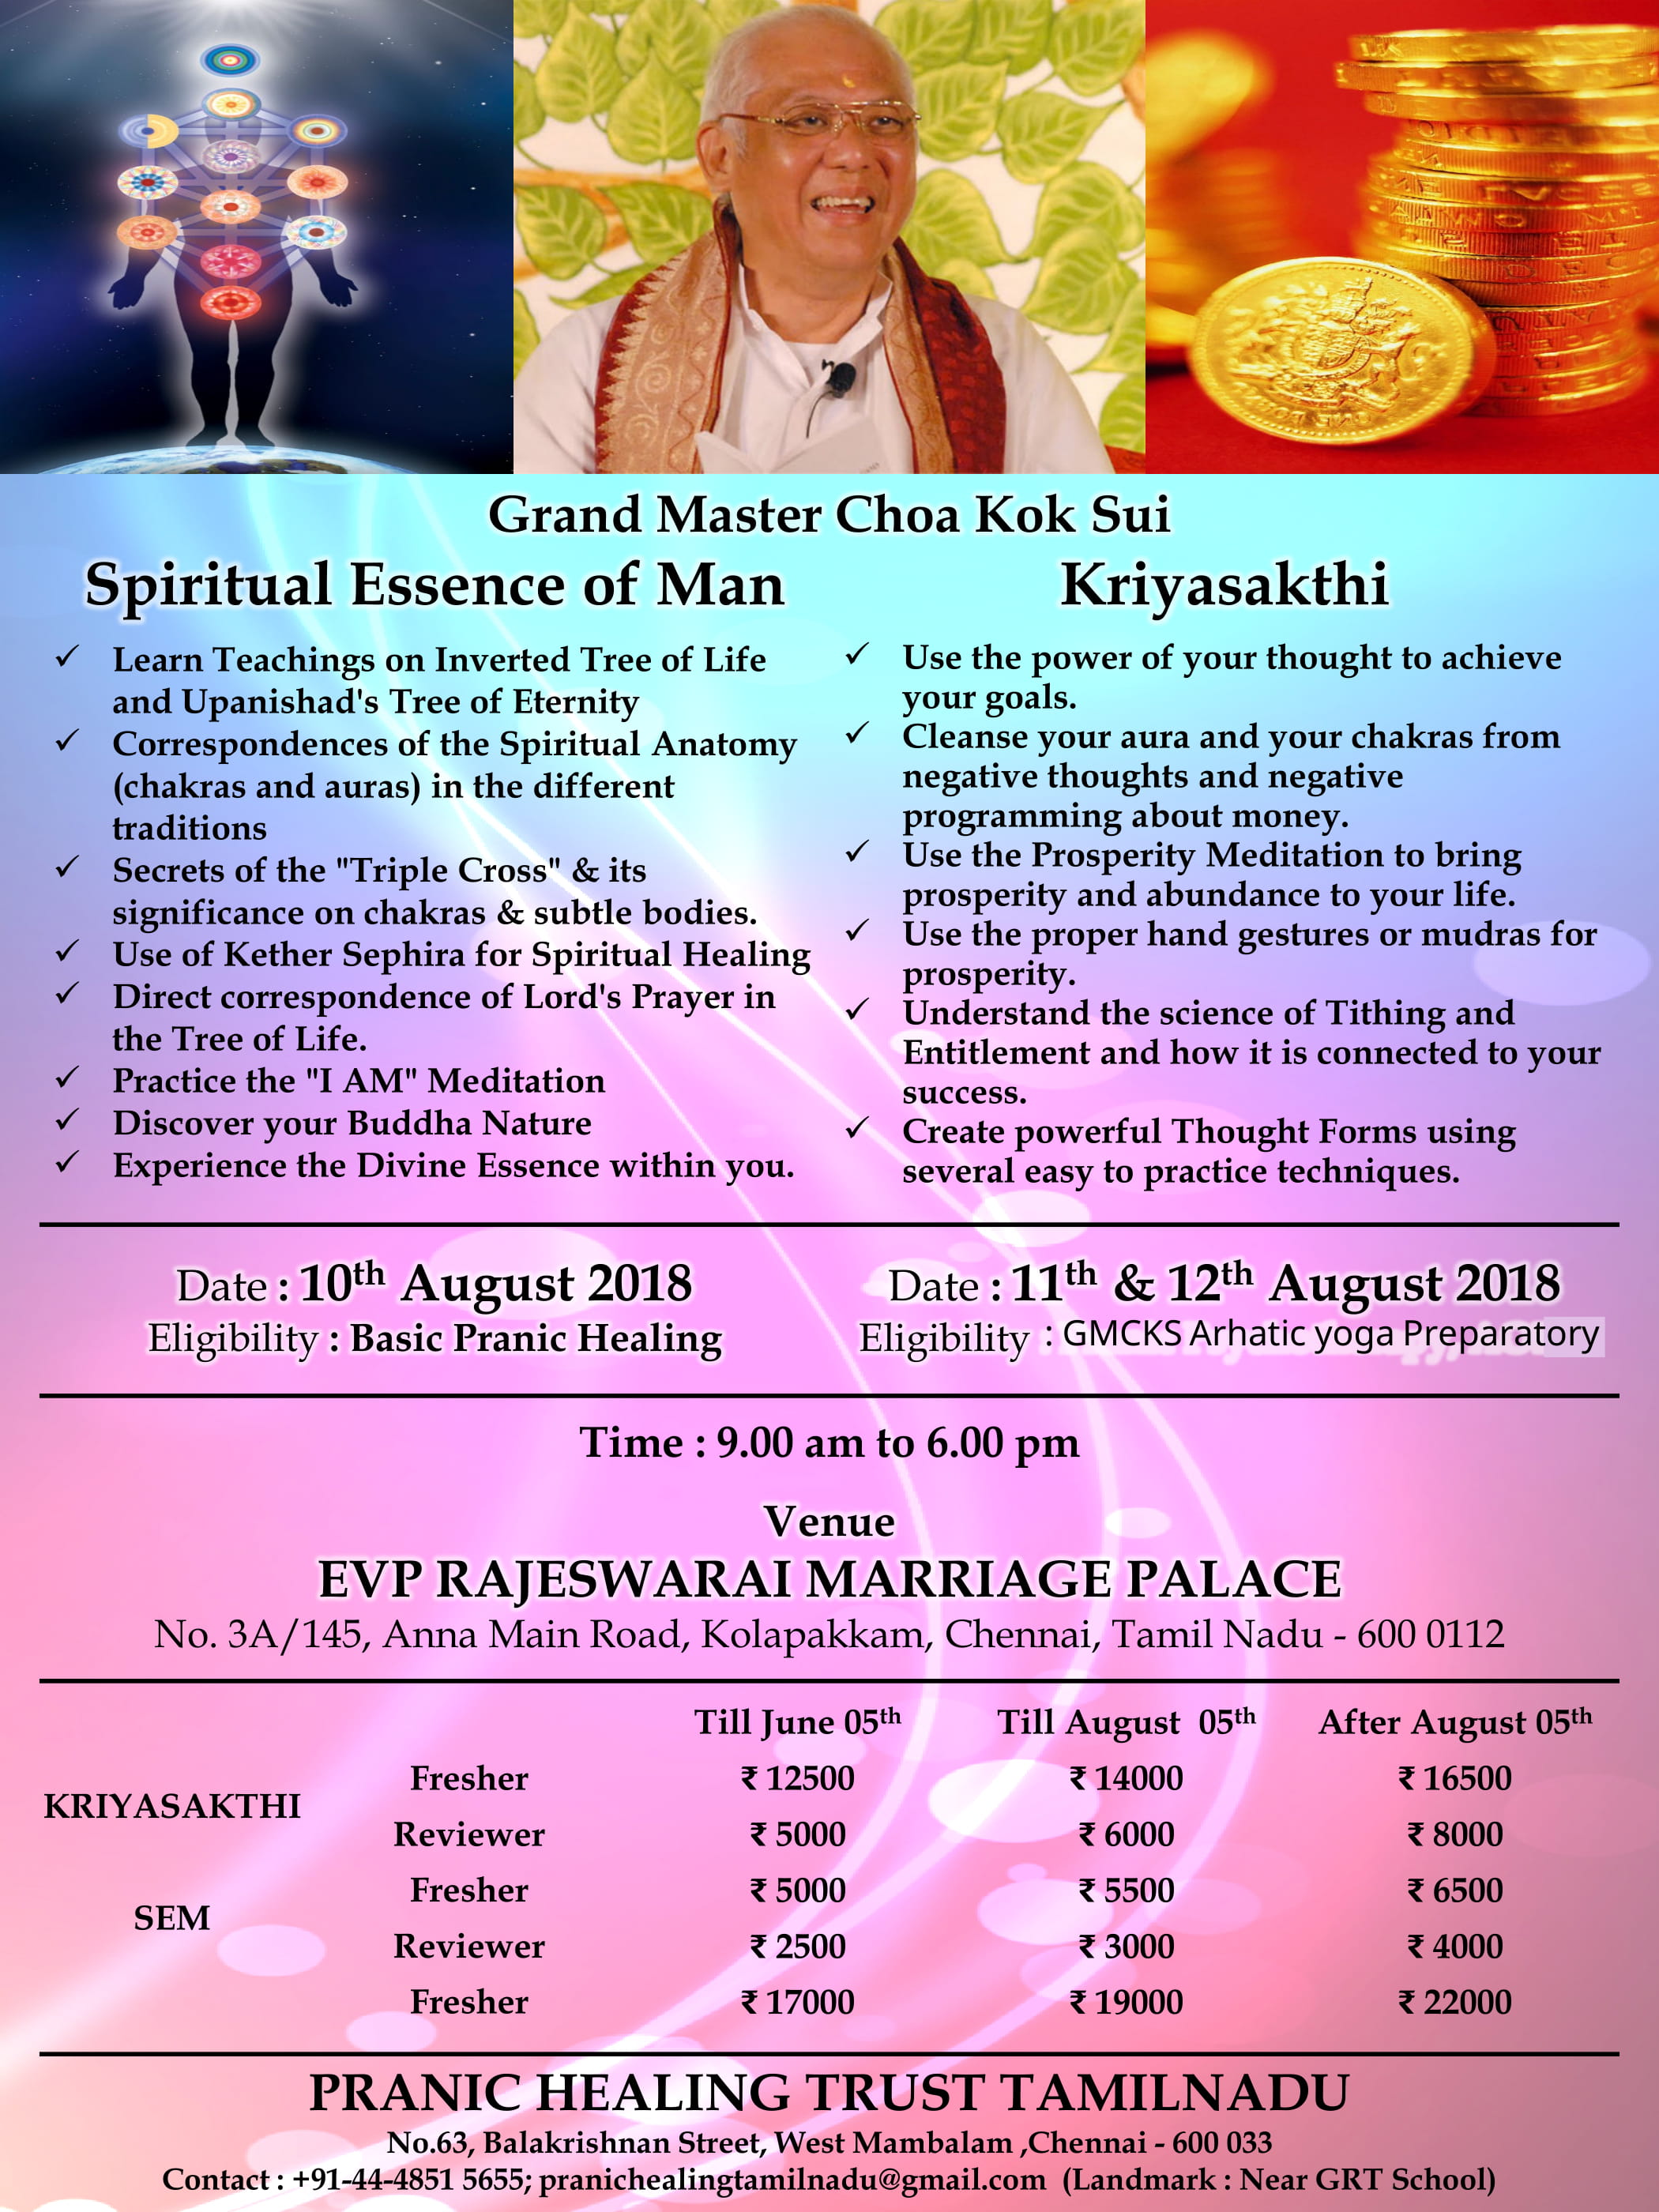 Grand Master Choa Kok Sui
Spiritual Essence of Man
✓ Learn Teachings on Inverted Tree of Life
and Upanishad's Tree of Eternity
✓ Correspondences of the Spiritual Anatomy
(chakras and auras) in the different
traditions
✓ Secrets of the "Triple Cross" & its
significance on chakras & subtle bodies.
✓ Use of Kether Sephira for Spiritual Healing
✓ Direct correspondence of Lord's Prayer in
the Tree of Life.
✓ Practice the "I AM" Meditation
✓ Discover your Buddha Nature
✓ Experience the Divine Essence within you.
Kriyasakthi
✓ Use the power of your thought to achieve
your goals.
✓ Cleanse your aura and your chakras from
negative thoughts and negative
programming about money.
✓ Use the Prosperity Meditation to bring
prosperity and abundance to your life.
✓ Use the proper hand gestures or mudras for
prosperity.
✓ Understand the science of Tithing and
Entitlement and how it is connected to your
success.
✓ Create powerful Thought Forms using
several easy to practice techniques.
Date : 10th August 2018
Eligibility : Basic Pranic Healing
Date : 11th & 12th August 2018
Eligibility : GMCKS Arhatic yoga Preparatory
Time : 9.00 am to 6.00 pm
Venue
EVP RAJESWARAI MARRIAGE PALACE
No. 3A/145, Anna Main Road, Kolapakkam, Chennai, Tamil Nadu - 600 0112
Till June 05th Till August 05th After August 05th
KRIYASAKTHI
Fresher ₹ 12500 ₹ 14000 ₹ 16500
Reviewer ₹ 5000 ₹ 6000 ₹ 8000
SEM
Fresher ₹ 5000 ₹ 5500 ₹ 6500
Reviewer ₹ 2500 ₹ 3000 ₹ 4000
Fresher ₹ 17000 ₹ 19000 ₹ 22000
PRANIC HEALING TRUST TAMILNADU
No.63, Balakrishnan Street, West Mambalam ,Chennai - 600 033
Contact : +91-44-4851 5655; pranichealingtamilnadu@gmail.com (Landmark : Near GRT School)